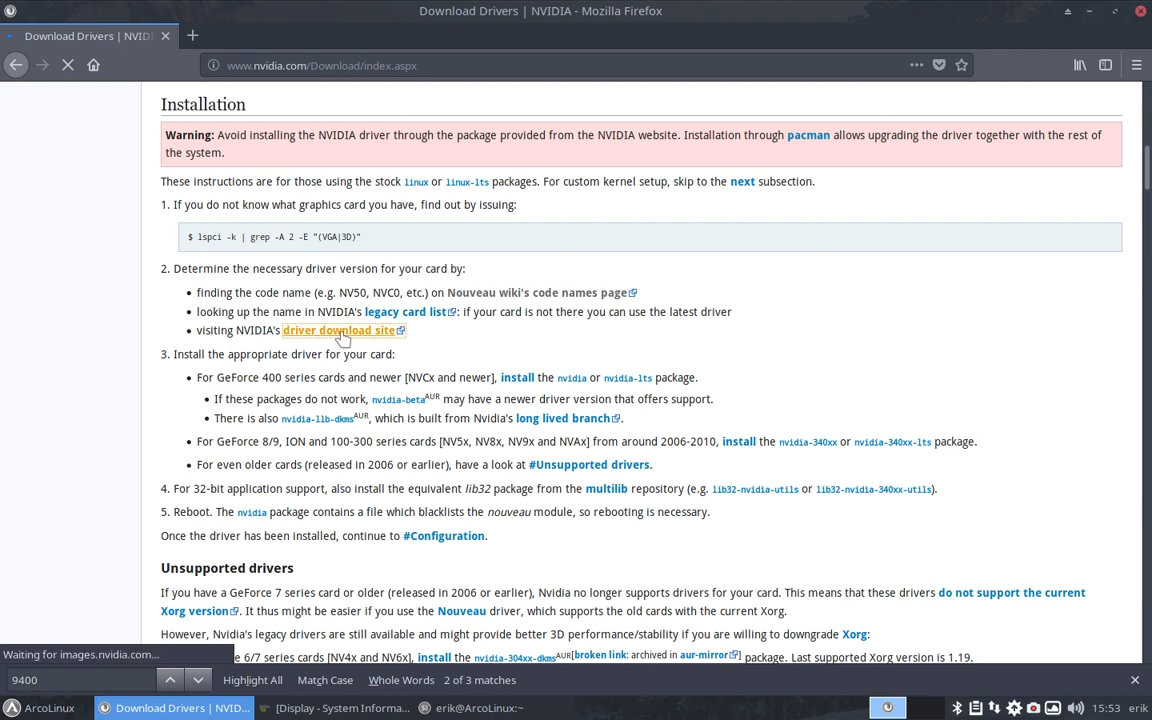 Download Drivers | NVIDIA - Mozilla Firefox
Download Drivers | NVIDI
www.nvidia.com/Download/index.aspx
Installation
Warning: Avoid installing the NVIDIA driver through the package provided from the NVIDIA website. Installation through pacman allows upgrading the driver together with the rest of
the system.
These instructions are for those using the stock linux or linux-lts packages. For custom kernel setup, skip to the next subsection.
1. If you do not know what graphics card you have, find out by issuing:
$ lspci -k | grep -A 2 -E "(VGA|3D)"
2. Determine the necessary driver version for your card by:
finding the code name (e.g. NV50, NVC0, etc.) on Nouveau wiki's code names page
looking up the name in NVIDIA's legacy card list: if your card is not there you can use the latest driver
visiting NVIDIA's driver download site
3. Install the appropriate driver for your card:
For GeForce 400 series cards and newer [NVCx and newer], install the nvidia or nvidia-lts package.
If these packages do not work, nvidia-beta AUR may have a newer driver version that offers support.
There is also nvidia-llb-dkms AUR, which is built from Nvidia's long lived branch.
For GeForce 8/9, ION and 100-300 series cards [NV5x, NV8x, NV9x and NVAx] from around 2006-2010, install the nvidia-340xx or nvidia-340xx-lts package.
For even older cards (released in 2006 or earlier), have a look at #Unsupported drivers.
4. For 32-bit application support, also install the equivalent lib32 package from the multilib repository (e.g. lib32-nvidia-utils or lib32-nvidia-340xx-utils).
5. Reboot. The nvidia package contains a file which blacklists the nouveau module, so rebooting is necessary.
Once the driver has been installed, continue to #Configuration.
Unsupported drivers
If you have a GeForce 7 series card or older (released in 2006 or earlier), Nvidia no longer supports drivers for your card. This means that these drivers do not support the current
Xorg version. It thus might be easier if you use the Nouveau driver, which supports the old cards with the current Xorg.
However, Nvidia's legacy drivers are still available and might provide better 3D performance/stability if you are willing to downgrade Xorg:
Waiting for images.nvidia.com...
e 6/7 series cards [NV4x and NV6x], install the nvidia-304xx-dkms AUR[broken link: archived in aur-mirror] package. Last supported Xorg version is 1.19.
9400 Highlight All Match Case Whole Words 2 of 3 matches
ArcoLinux Download Drivers | NVID... [Display - System Informa... erik@ArcoLinux:~ 15:53 erik